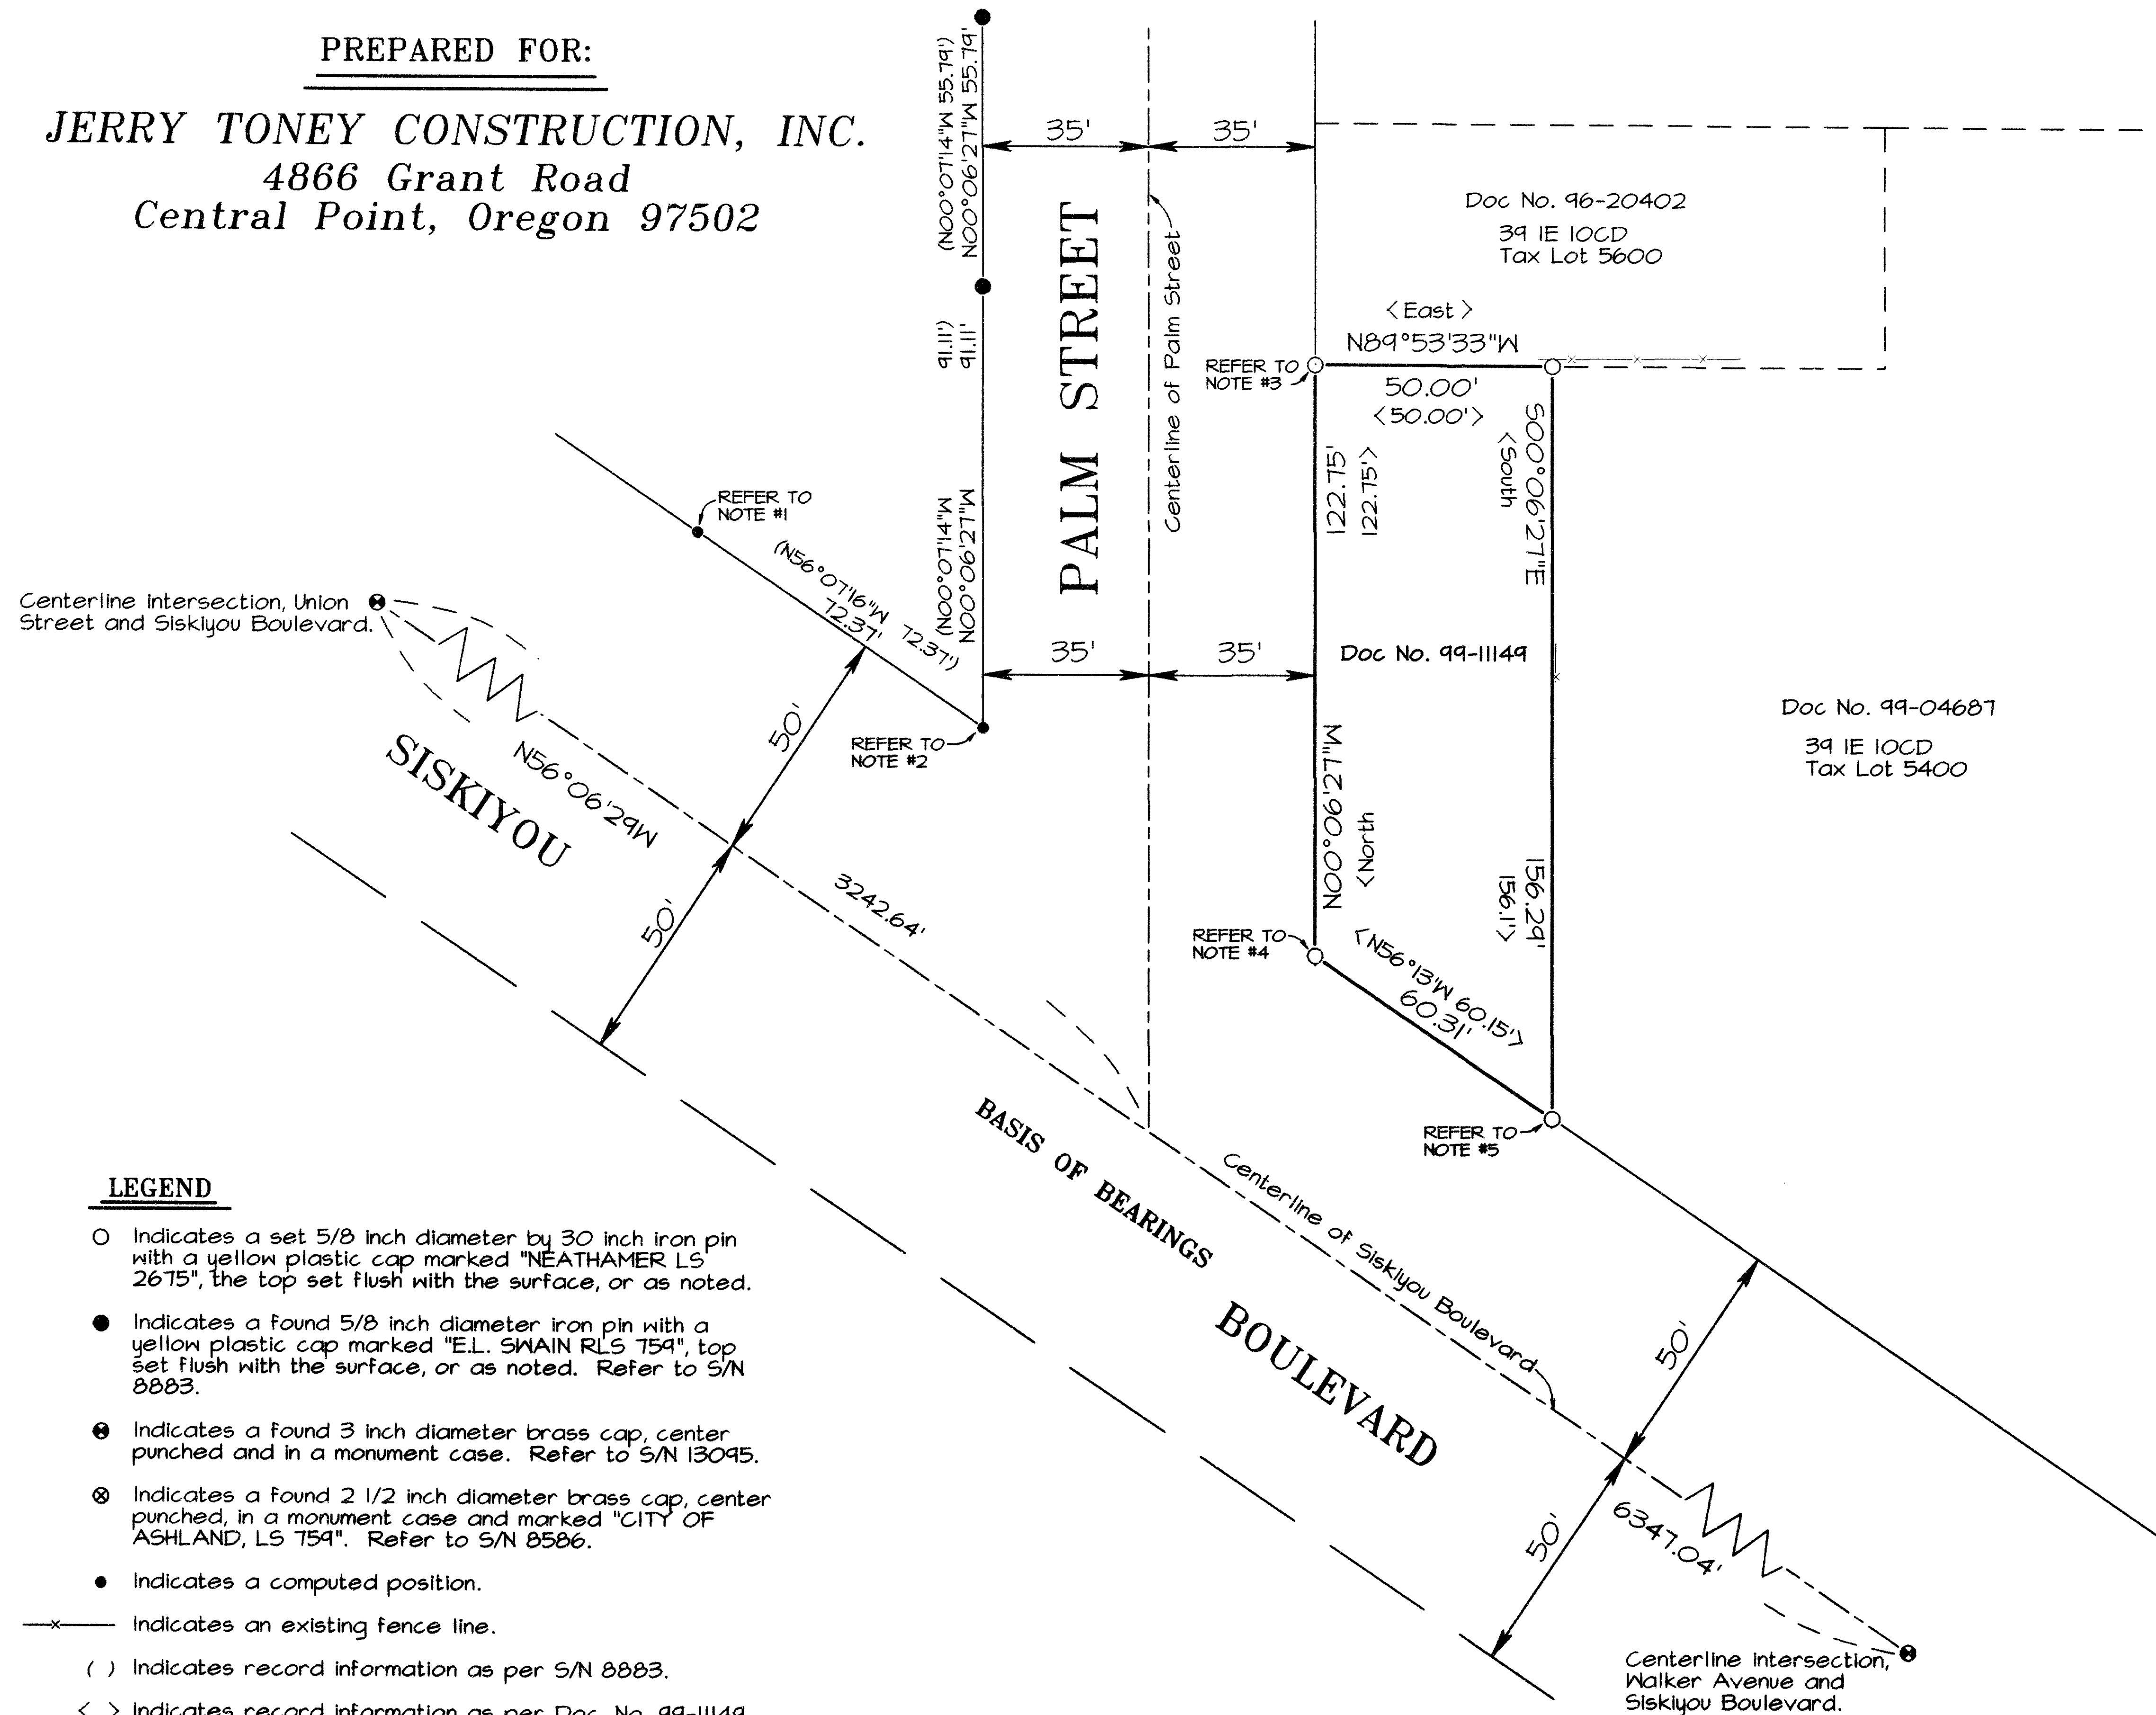 PREPARED FOR:
JERRY TONEY CONSTRUCTION, INC.
4866 Grant Road
Central Point, Oregon 97502
(N00°07'14"W 55.79')
N00°06'27"W 55.79'
35'
35'
Doc No. 96-20402
39 1E 10CD
Tax Lot 5600
PALM STREET
Centerline of Palm Street
91.11')
91.11'
(N00°07'14"W
N00°06'27"W
<East>
N89°53'33"W
50.00'
<50.00'>
REFER TO
NOTE #3
122.75'
122.75'>
S00°06'27"E
<South
REFER TO
NOTE #1
(N56°07'16"W 72.37')
72.37'
Centerline intersection, Union
Street and Siskiyou Boulevard.
35'
35'
Doc No. 99-11149
Doc No. 99-04687
39 1E 10CD
Tax Lot 5400
50'
REFER TO
NOTE #2
SISKIYOU
N56°06'29W
N00°06'27"W
<North
3242.64'
50'
156.29'
156.1'>
REFER TO
NOTE #4
<N56°13'W 60.15'>
60.31'
REFER TO
NOTE #5
BASIS OF BEARINGS
Centerline of Siskiyou Boulevard
BOULEVARD
50'
50'
6347.04'
Centerline intersection,
Walker Avenue and
Siskiyou Boulevard.
LEGEND
Indicates a set 5/8 inch diameter by 30 inch iron pin
with a yellow plastic cap marked "NEATHAMER LS
2675", the top set flush with the surface, or as noted.
Indicates a found 5/8 inch diameter iron pin with a
yellow plastic cap marked "E.L. SWAIN RLS 759", top
set flush with the surface, or as noted. Refer to S/N
8883.
Indicates a found 3 inch diameter brass cap, center
punched and in a monument case. Refer to S/N 13095.
Indicates a found 2 1/2 inch diameter brass cap, center
punched, in a monument case and marked "CITY OF
ASHLAND, LS 759". Refer to S/N 8586.
Indicates a computed position.
Indicates an existing fence line.
( ) Indicates record information as per S/N 8883.
< > Indicates record information as per Doc. No. 99-11149